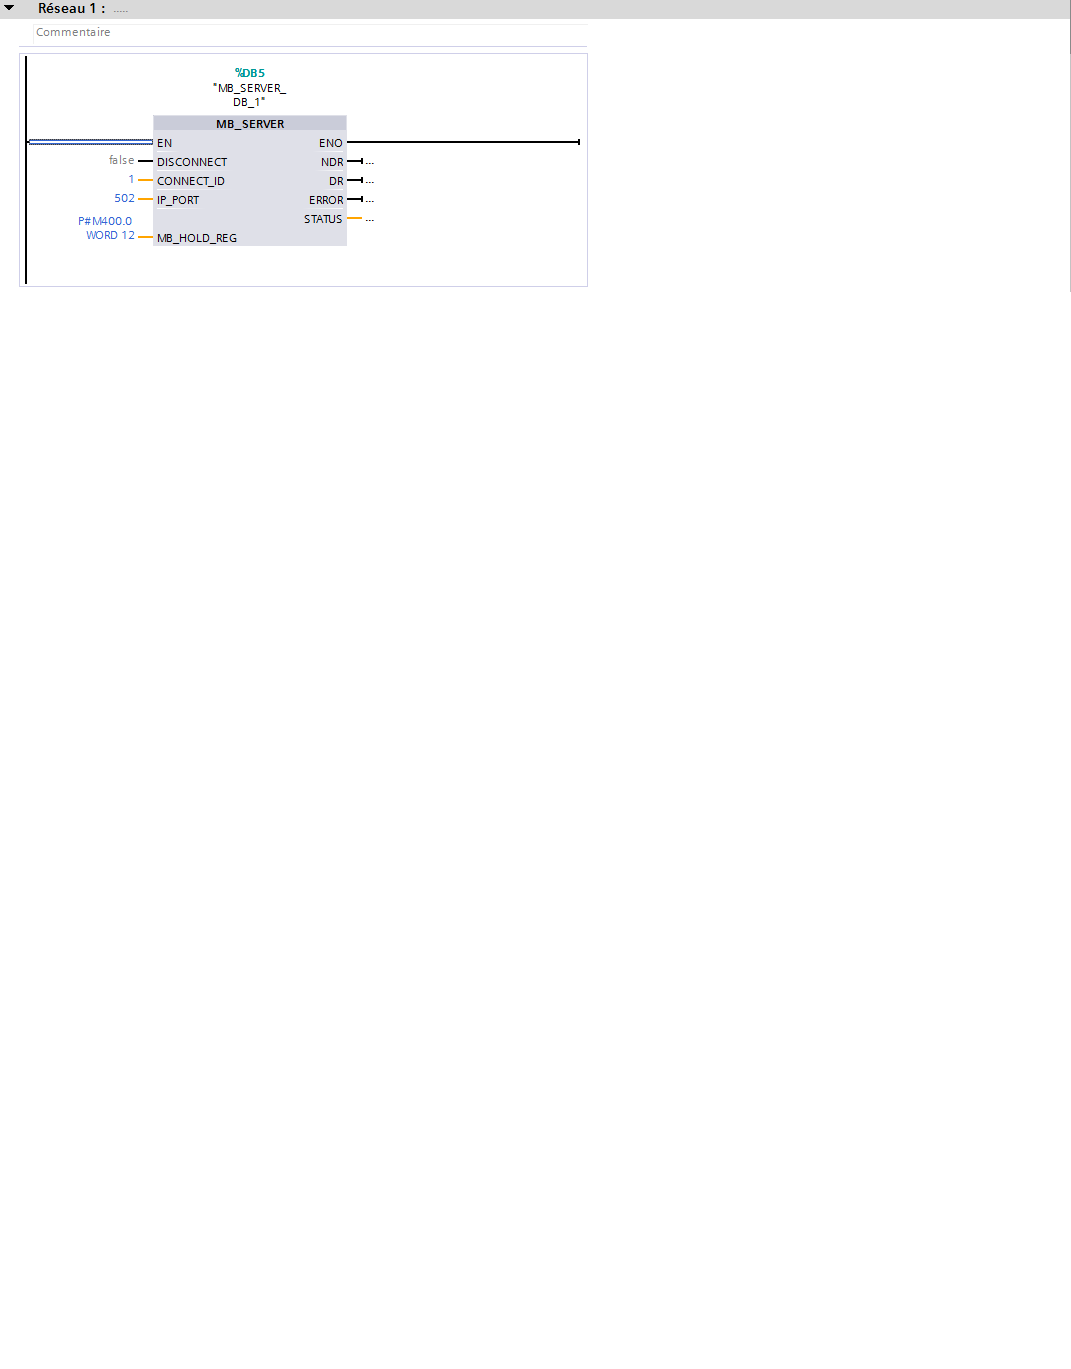 Réseau 1 : .....
Commentaire
%DB5
"MB_SERVER_
DB_1"
MB_SERVER
EN ENO
false DISCONNECT NDR ...
1 CONNECT_ID DR ...
502 IP_PORT ERROR ...
STATUS ...
P#M400.0
WORD 12 MB_HOLD_REG